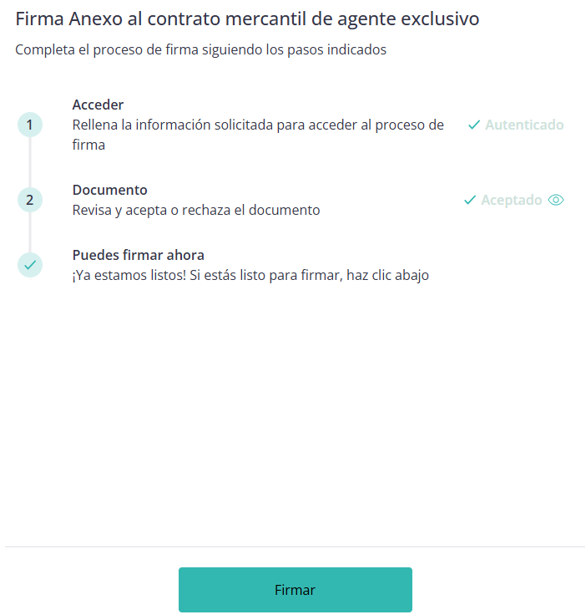 Firma Anexo al contrato mercantil de agente exclusivo
Completa el proceso de firma siguiendo los pasos indicados
Acceder
1
Rellena la información solicitada para acceder al proceso de
firma
Autenticado
Documento
2
Revisa y acepta o rechaza el documento
Aceptado
Puedes firmar ahora
¡Ya estamos listos! Si estás listo para firmar, haz clic abajo
Firmar